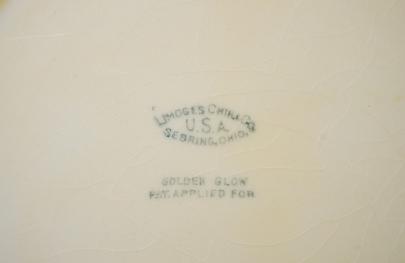 LIMOGES CHINA CO.
U.S.A.
SEBRING, OHIO.
GOLDEN GLOW
PAT. APPLIED FOR